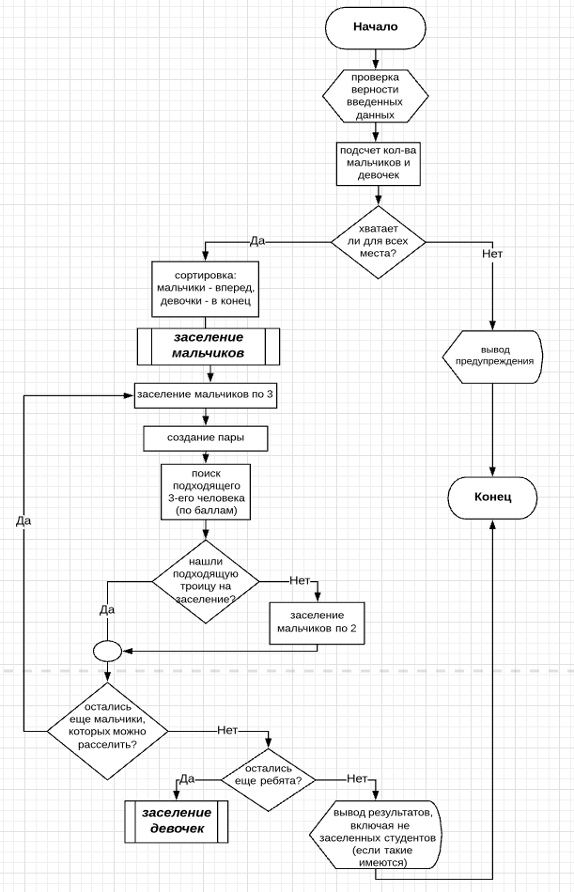 Начало
проверка
верности
введенных
данных
подсчет кол-ва
мальчиков и
девочек
хватает
ли для всех
места?
Да
Нет
сортировка:
мальчики - вперед,
девочки - в конец
заселение
мальчиков
вывод
предупреждения
заселение мальчиков по 3
создание пары
поиск
подходящего
3-его человека
(по баллам)
Конец
Да
нашли
подходящую
троицу на
заселение?
Нет
Да
заселение
мальчиков по 2
остались
еще мальчики,
которых можно
расселить?
Нет
остались
еще ребята?
Да
Нет
заселение
девочек
вывод результатов,
включая не
заселенных студентов
(если такие
имеются)